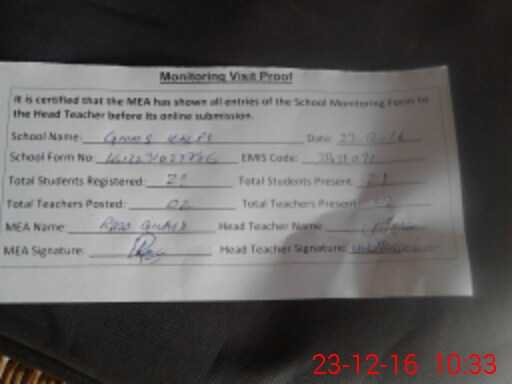 Monitoring Visit Proof
It is certified that the MEA has shown all entries of the School Monitoring Form to
the Head Teacher before its online submission.
School Name: Date: 23-12-16
School Form No: EMIS Code:
Total Students Registered: 21 Total Students Present: 21
Total Teachers Posted: 02 Total Teachers Present: 02
MEA Name: Head Teacher Name:
MEA Signature: Head Teacher Signature:
23-12-16 10:33